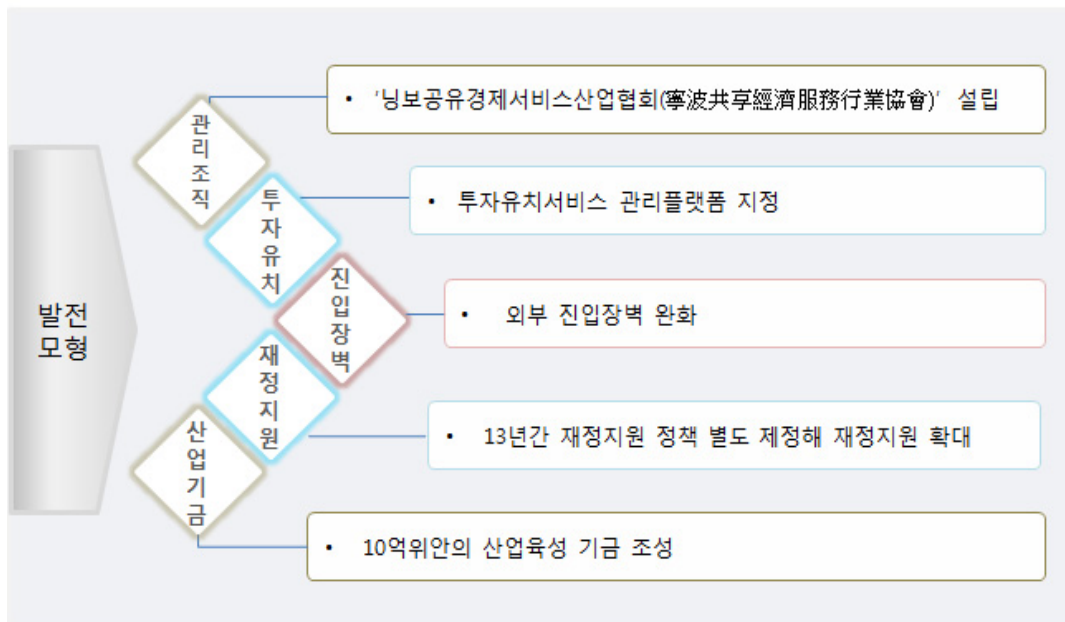 발전
모형
관리조직
• '닝보공유경제서비스산업협회(寧波共享經濟服務行業協會)' 설립
투자유치
• 투자유치서비스 관리플랫폼 지정
진입장벽
• 외부 진입장벽 완화
재정지원
• 13년간 재정지원 정책 별도 제정해 재정지원 확대
산업기금
• 10억위안의 산업육성 기금 조성